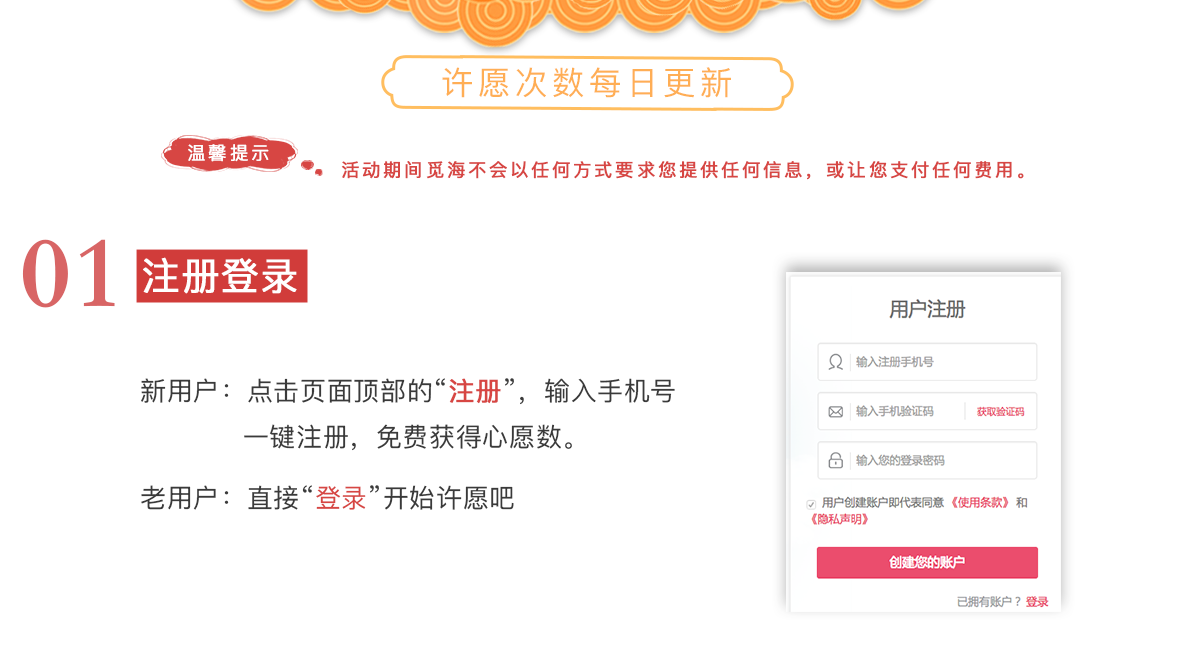 许愿次数每日更新
温馨提示
活动期间觅海不会以任何方式要求您提供任何信息，或让您支付任何费用。
01 注册登录
新用户：点击页面顶部的“注册”，输入手机号
一键注册，免费获得心愿数。
老用户：直接“登录”开始许愿吧
用户注册
输入注册手机号
输入手机验证码 获取验证码
输入您的登录密码
用户创建账户即代表同意《使用条款》和
《隐私声明》
创建您的账户
已拥有账户？登录